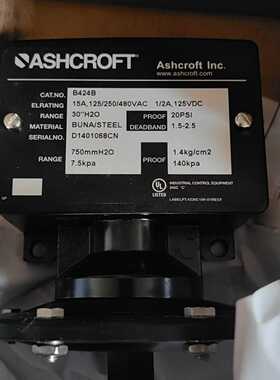 ASHCROFT
Ashcroft Inc.
www.ashcroft.com
CAT.NO. B424B
ELRATING 15A,125/250/480VAC 1/2A,125VDC
RANGE 30"H2O PROOF 20PSI
MATERIAL BUNA/STEEL DEADBAND 1.5-2.5
SERIAL.NO. D1401068CN
RANGE 750mmH2O 7.5kpa PROOF 1.4kg/cm2 140kpa
UL LISTED INDUSTRIAL CONTROL EQUIPMENT